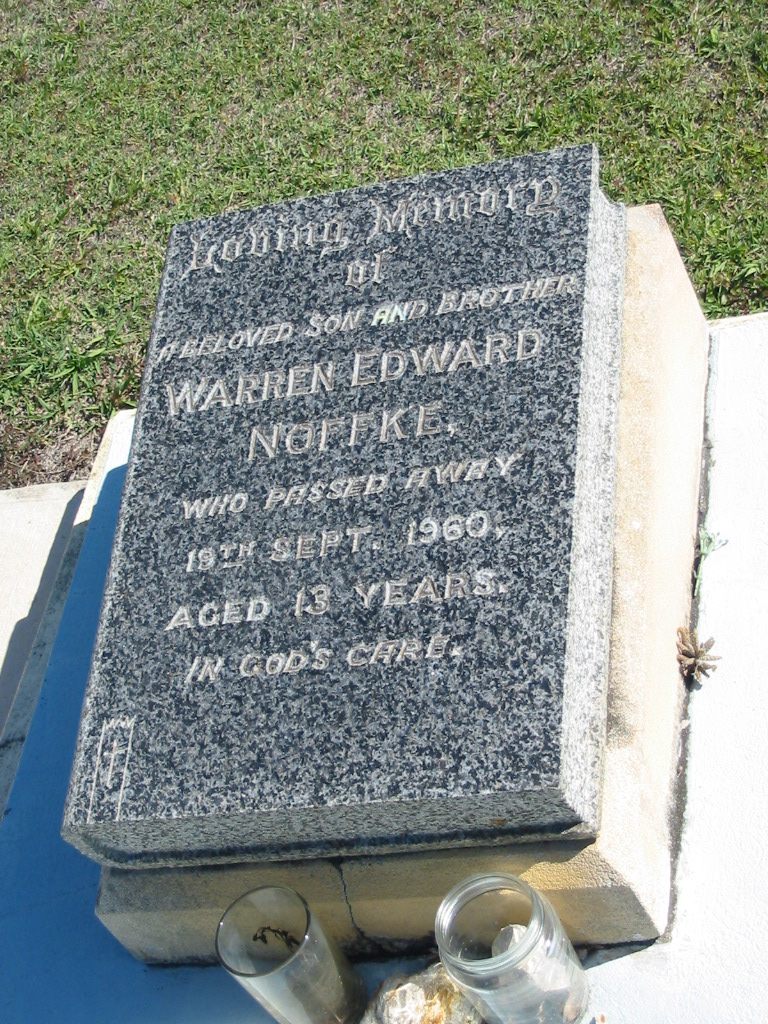 Loving Memory
of
A BELOVED SON AND BROTHER
WARREN EDWARD
NOFFKE.
WHO PASSED AWAY
19TH SEPT. 1960,
AGED 13 YEARS.
IN GOD'S CARE.